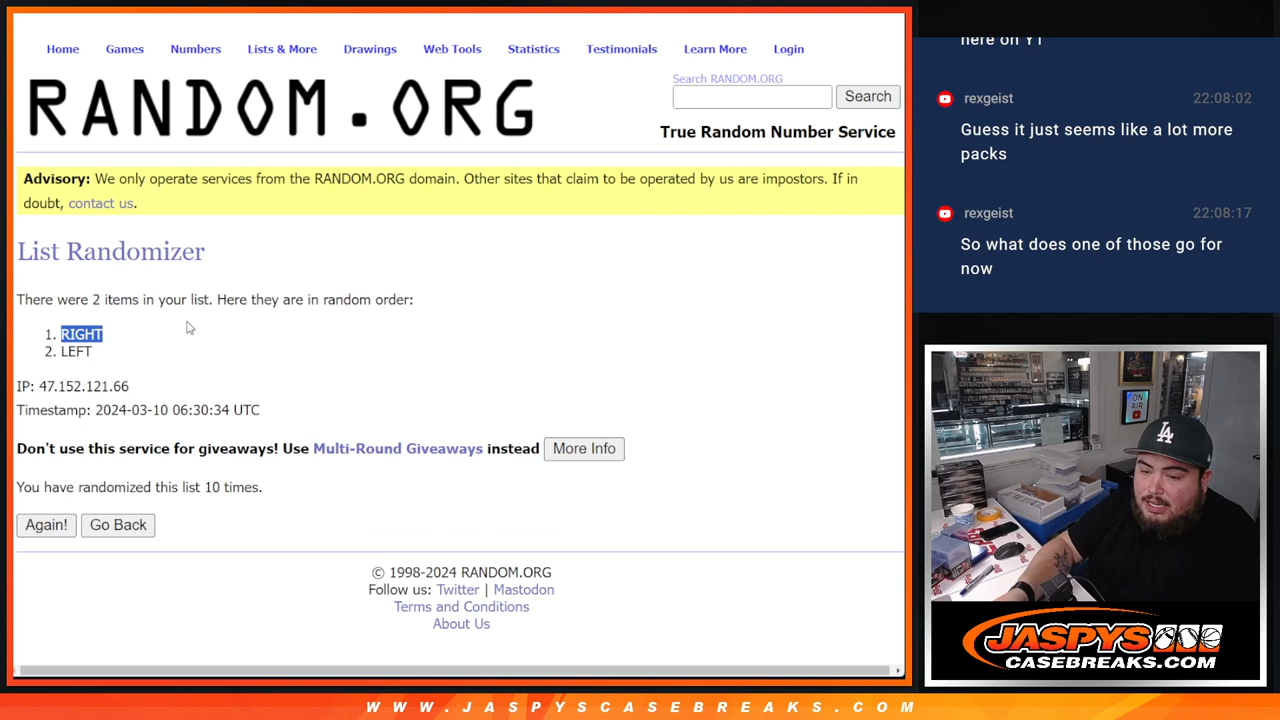 Home Games Numbers Lists & More Drawings Web Tools Statistics Testimonials Learn More Login
RANDOM.ORG
Search RANDOM.ORG
Search
True Random Number Service
Advisory: We only operate services from the RANDOM.ORG domain. Other sites that claim to be operated by us are impostors. If in
doubt, contact us.
List Randomizer
There were 2 items in your list. Here they are in random order:
1. RIGHT
2. LEFT
IP: 47.152.121.66
Timestamp: 2024-03-10 06:30:34 UTC
Don't use this service for giveaways! Use Multi-Round Giveaways instead More Info
You have randomized this list 10 times.
Again! Go Back
© 1998-2024 RANDOM.ORG
Follow us: Twitter | Mastodon
Terms and Conditions
About Us
here on YT
rexgeist 22:08:02
Guess it just seems like a lot more
packs
rexgeist 22:08:17
So what does one of those go for
now
ON
AIR
LA
JASPYS
CASEBREAKS.COM
WWW.JASPYSCASEBREAKS.COM